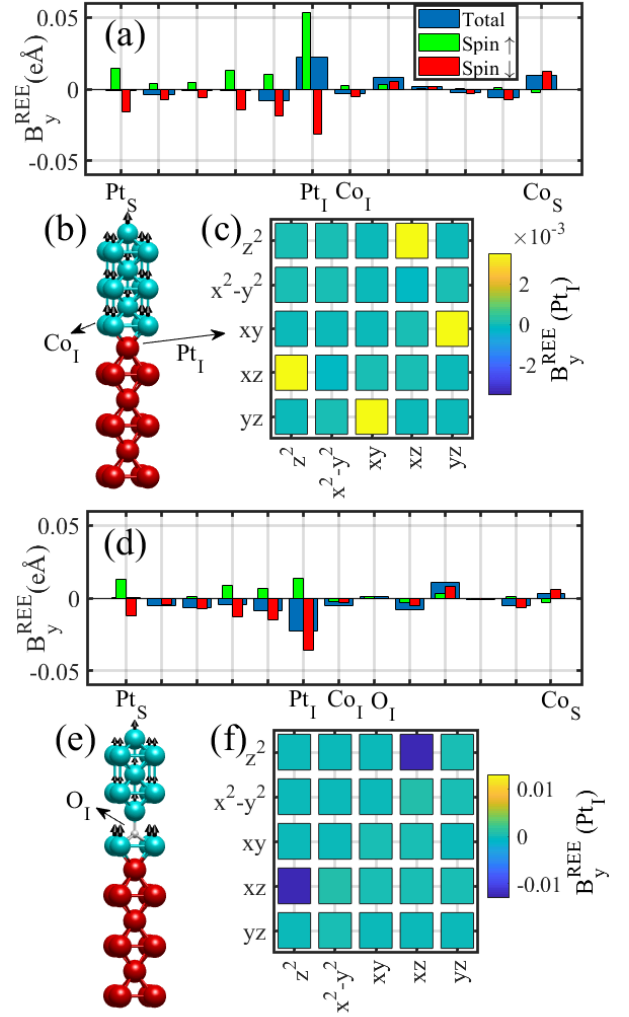 (a)
Total
Spin ↑
Spin ↓
0.05
0
-0.05
B_y^REE(eÅ)
Pt_S
Pt_I
Co_I
Co_S
(b)
Co_I
Pt_I
(c)
z²
x²-y²
xy
xz
yz
z²
x²-y²
xy
xz
yz
×10⁻³
2
0
-2
B_y^REE (Pt_I)
(d)
0.05
0
-0.05
B_y^REE(eÅ)
Pt_S
Pt_I
Co_I
O_I
Co_S
(e)
O_I
(f)
z²
x²-y²
xy
xz
yz
z²
x²-y²
xy
xz
yz
0.01
0
-0.01
B_y^REE (Pt_I)